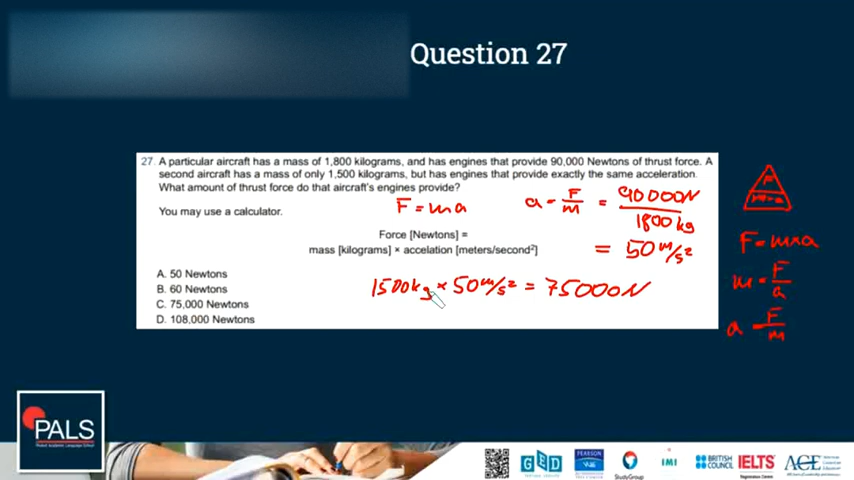 Question 27
27. A particular aircraft has a mass of 1,800 kilograms, and has engines that provide 90,000 Newtons of thrust force. A
second aircraft has a mass of only 1,500 kilograms, but has engines that provide exactly the same acceleration.
What amount of thrust force do that aircraft's engines provide?
F = ma
a = F/m = 90000N/1800kg
You may use a calculator.
Force [Newtons] =
mass [kilograms] × accelation [meters/second²]
= 50 m/s²
F = m×a
m = F/a
a = F/m
A. 50 Newtons
B. 60 Newtons
C. 75,000 Newtons
D. 108,000 Newtons
1500kg × 50 m/s² = 75000N
PALS
GED
PEARSON
VUE
StudyGroup
IMI
BRITISH
COUNCIL
IELTS
ACE